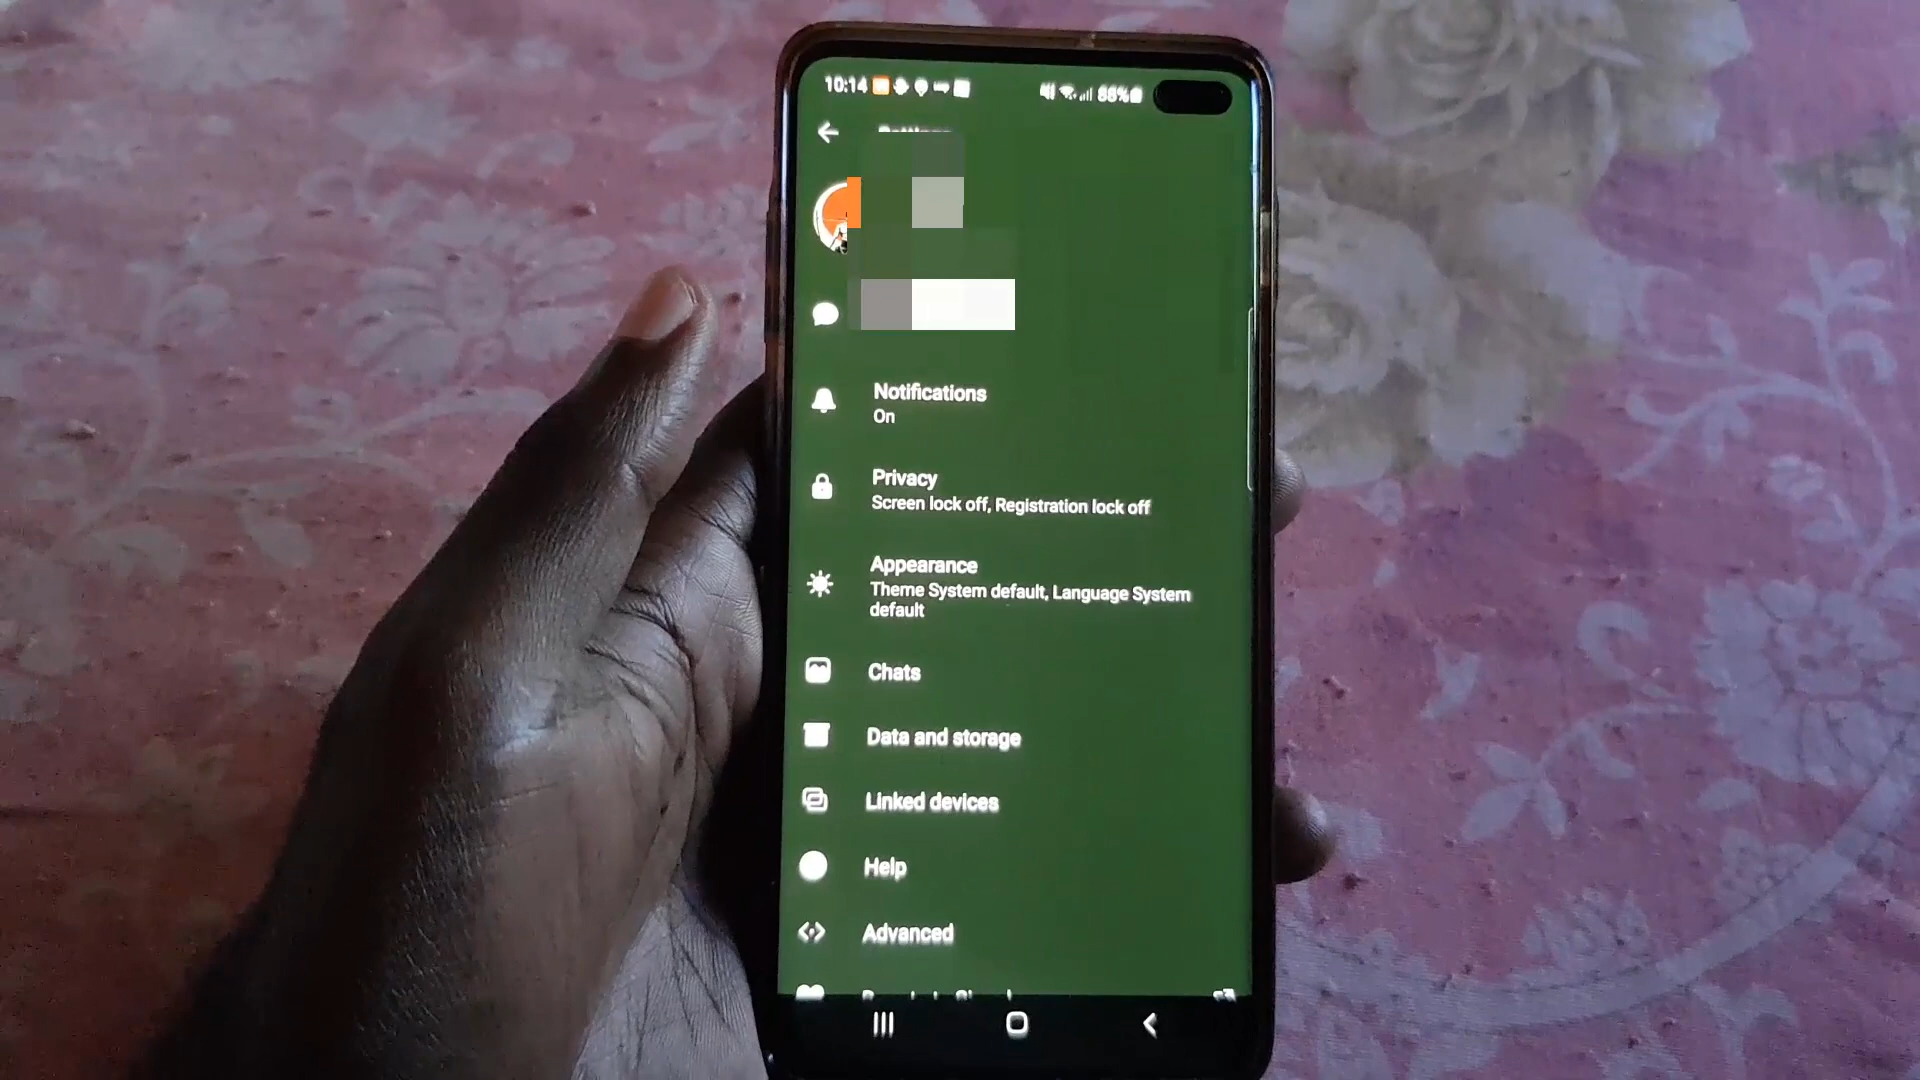 10:14
88%
Notifications
On
Privacy
Screen lock off, Registration lock off
Appearance
Theme System default, Language System
default
Chats
Data and storage
Linked devices
Help
Advanced